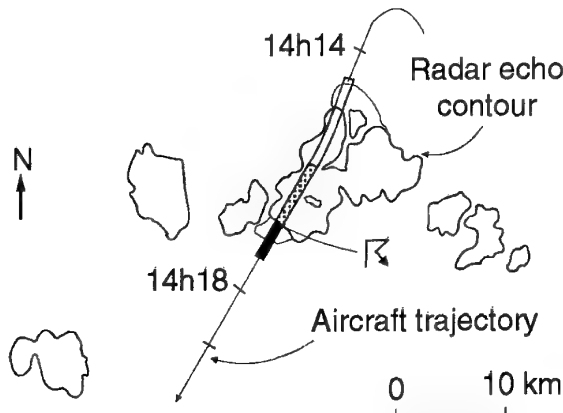 14h14
Radar echo
contour
N
14h18
Aircraft trajectory
0 10 km